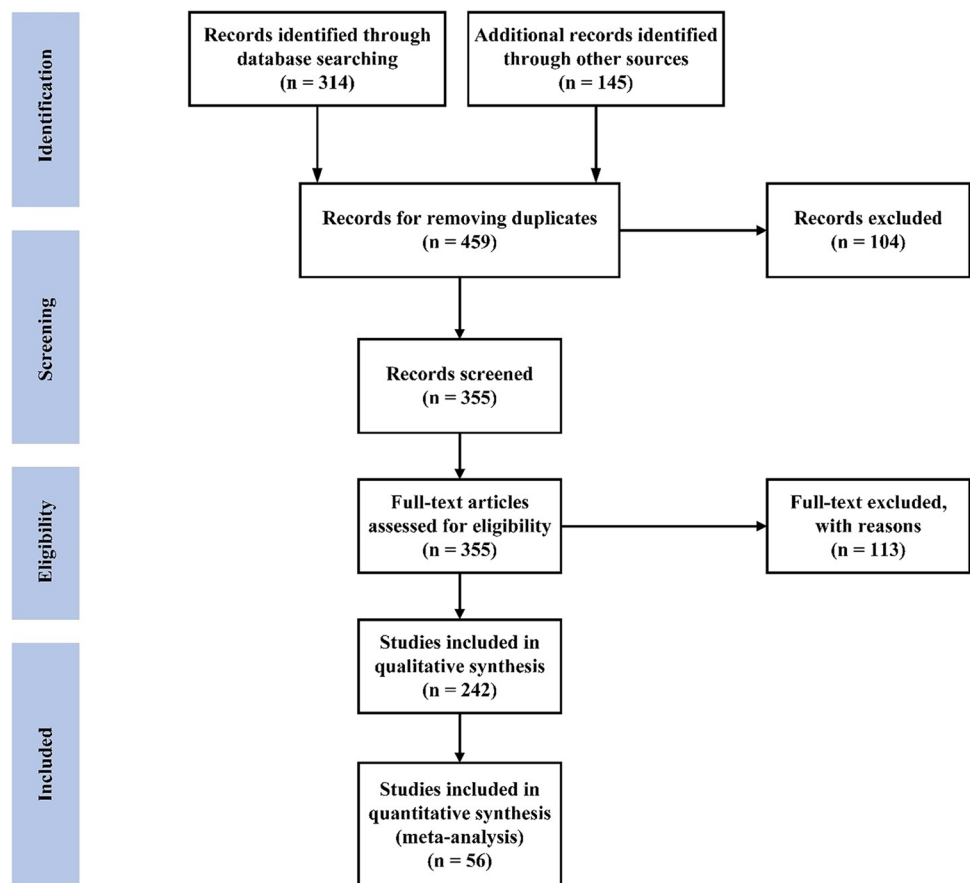 Identification
Records identified through
database searching
(n = 314)
Additional records identified
through other sources
(n = 145)
Records for removing duplicates
(n = 459)
Records excluded
(n = 104)
Screening
Records screened
(n = 355)
Eligibility
Full-text articles
assessed for eligibility
(n = 355)
Full-text excluded,
with reasons
(n = 113)
Included
Studies included in
qualitative synthesis
(n = 242)
Studies included in
quantitative synthesis
(meta-analysis)
(n = 56)